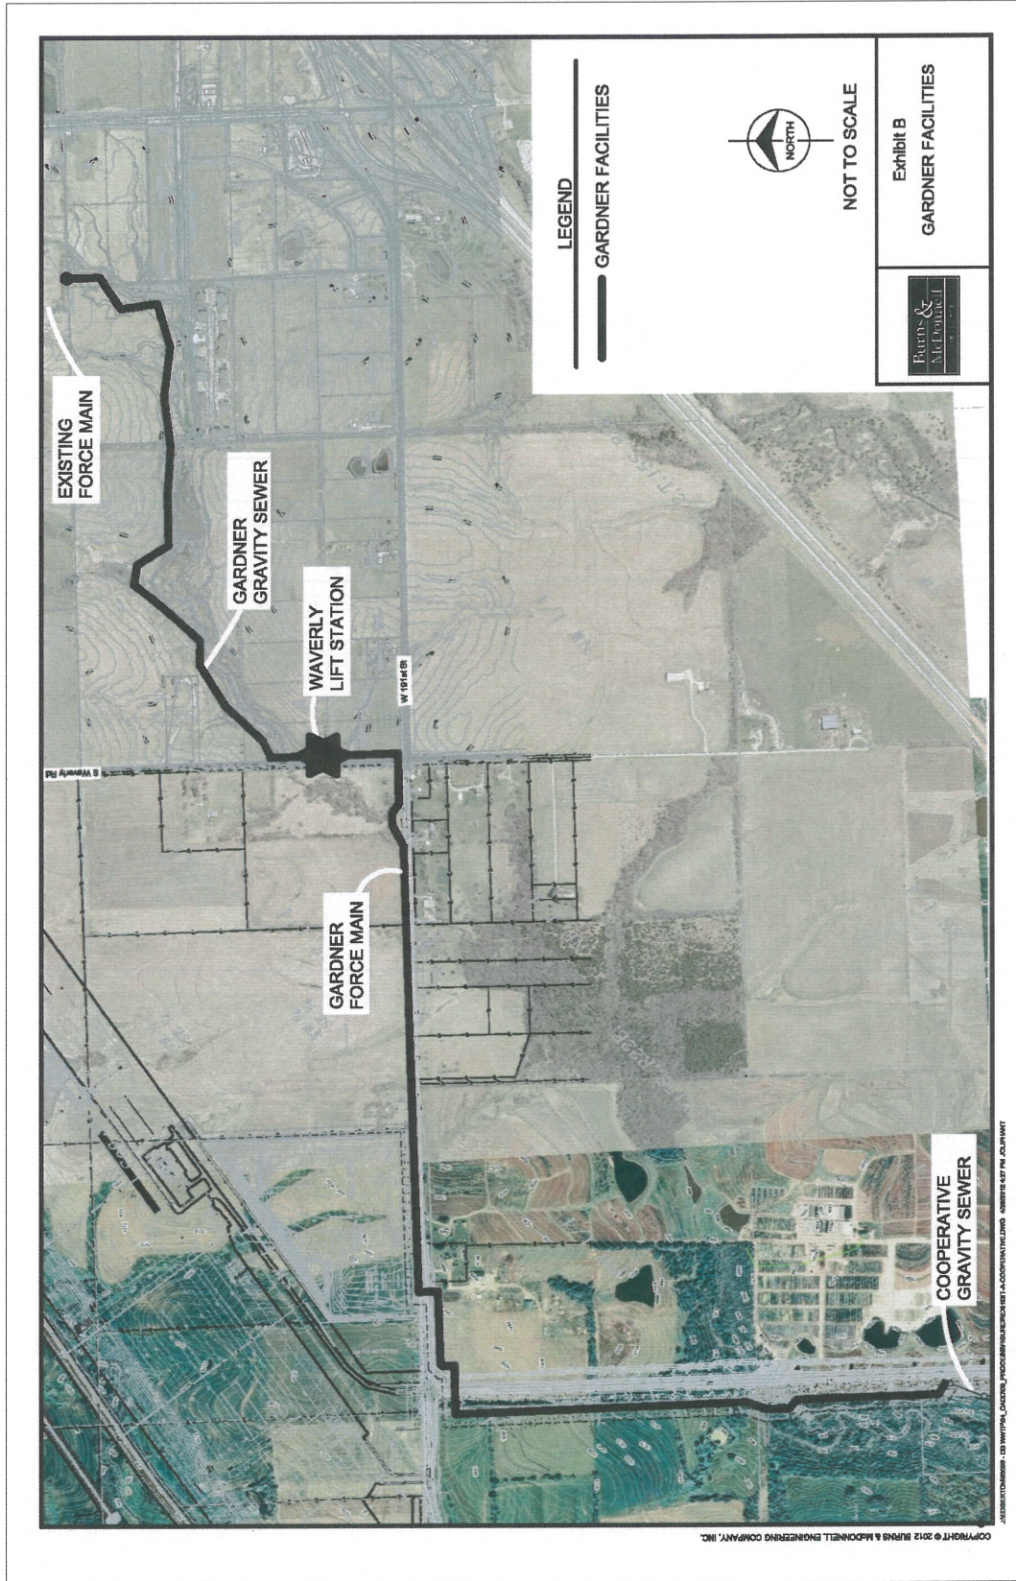 EXISTING
FORCE MAIN
GARDNER
GRAVITY SEWER
WAVERLY
LIFT STATION
S Waverly Rd
W 191st St
GARDNER
FORCE MAIN
COOPERATIVE
GRAVITY SEWER
LEGEND
GARDNER FACILITIES
NORTH
NOT TO SCALE
Burns &
McDonnell
Exhibit B
GARDNER FACILITIES
COPYRIGHT © 2012 BURNS & McDONNELL ENGINEERING COMPANY, INC.